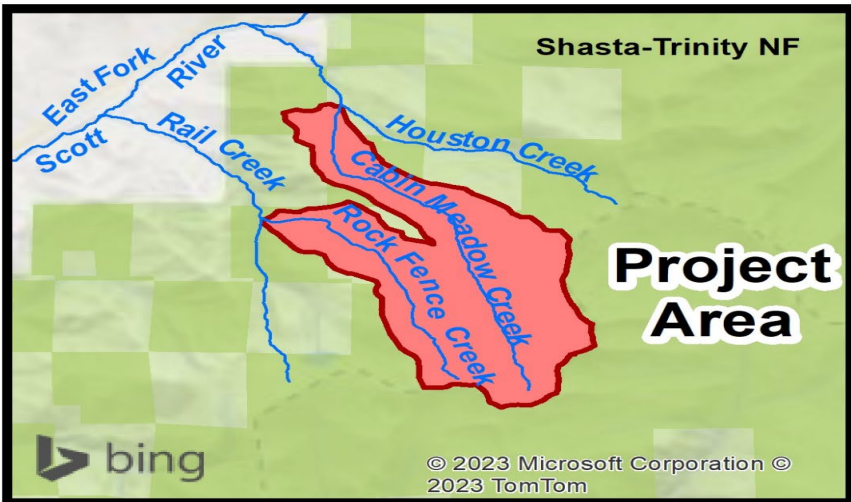 Shasta-Trinity NF
East Fork
Scott River
Rail Creek
Houston Creek
Cabin Meadow Creek
Rock Fence Creek
Project
Area
bing
© 2023 Microsoft Corporation ©
2023 TomTom